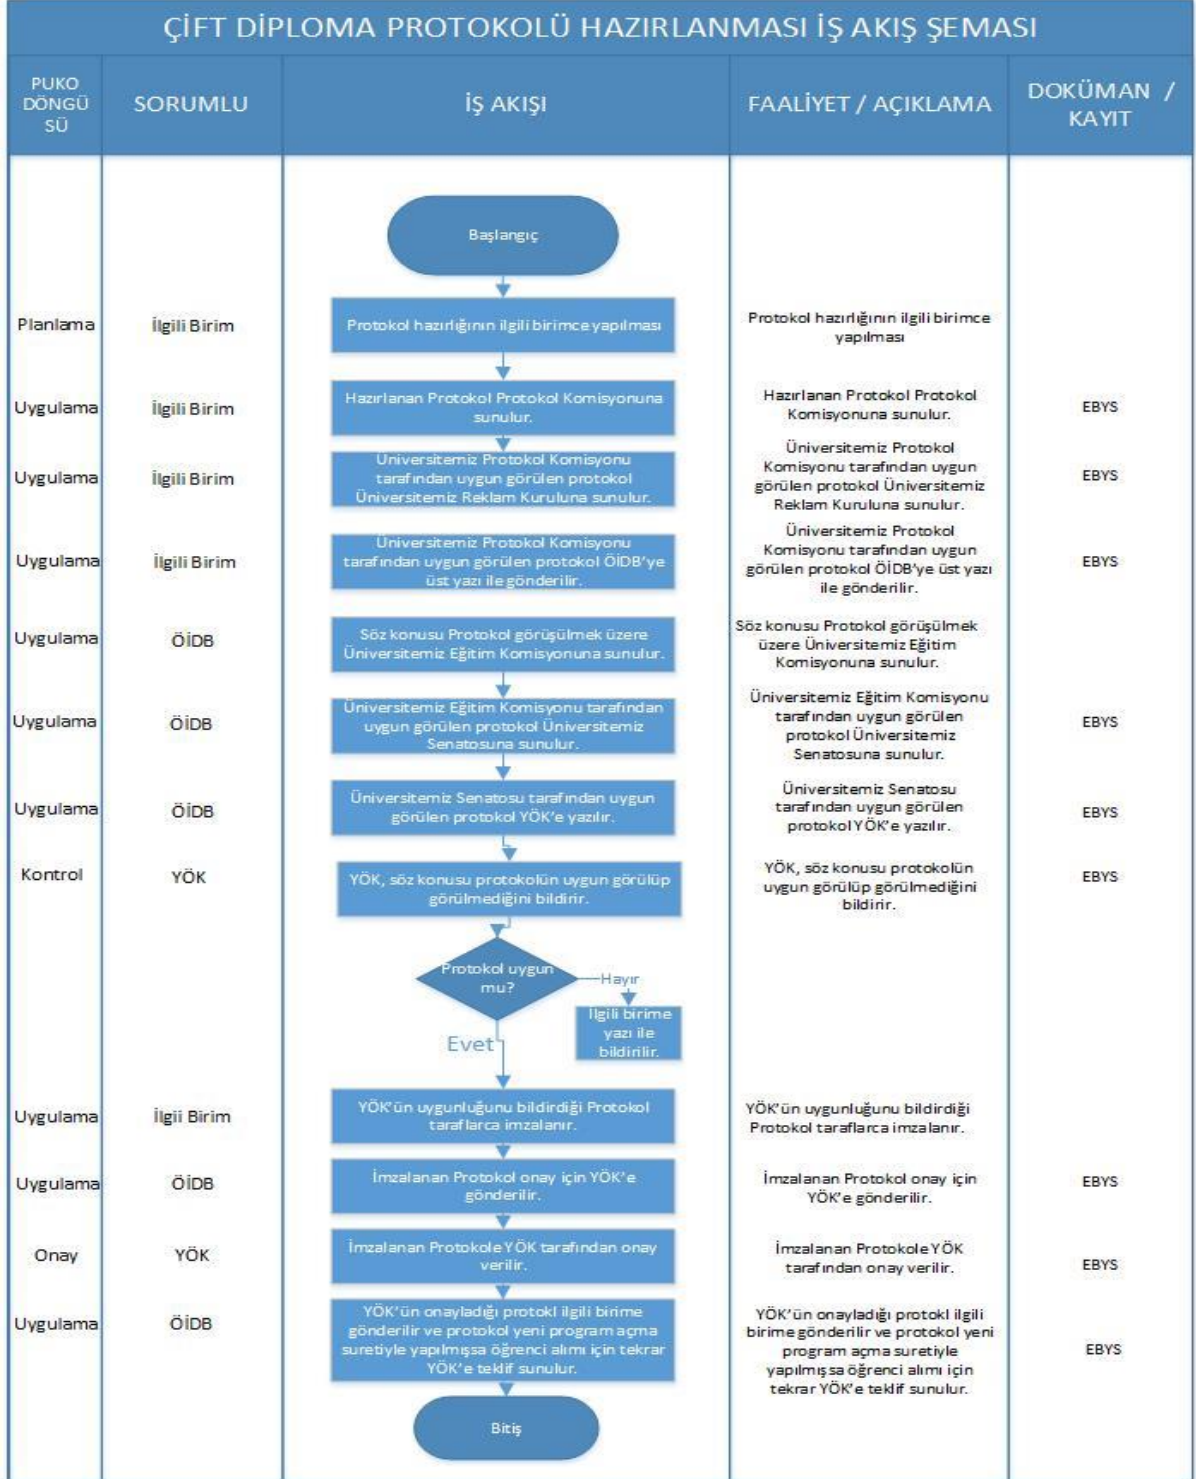 ÇİFT DİPLOMA PROTOKOLÜ HAZIRLANMASI İŞ AKIŞ ŞEMASI
PUKO
DÖNGÜ
SÜ
SORUMLU
İŞ AKIŞI
FAALİYET / AÇIKLAMA
DOKÜMAN /
KAYIT
Başlangıç
Planlama
İlgili Birim
Protokol hazırlığının ilgili birimce yapılması
Protokol hazırlığının ilgili birimce
yapılması
Uygulama
İlgili Birim
Hazırlanan Protokol Protokol Komisyonuna
sunulur.
Hazırlanan Protokol Protokol
Komisyonuna sunulur.
EBYS
Uygulama
İlgili Birim
Üniversitemiz Protokol Komisyonu
tarafından uygun görülen protokol
Üniversitemiz Reklam Kuruluna sunulur.
Üniversitemiz Protokol
Komisyonu tarafından uygun
görülen protokol Üniversitemiz
Reklam Kuruluna sunulur.
EBYS
Uygulama
İlgili Birim
Üniversitemiz Protokol Komisyonu
tarafından uygun görülen protokol ÖİDB'ye
üst yazı ile gönderilir.
Üniversitemiz Protokol
Komisyonu tarafından uygun
görülen protokol ÖİDB'ye üst yazı
ile gönderilir.
EBYS
Uygulama
ÖİDB
Söz konusu Protokol görüşülmek üzere
Üniversitemiz Eğitim Komisyonuna sunulur.
Söz konusu Protokol görüşülmek
üzere Üniversitemiz Eğitim
Komisyonuna sunulur.
Uygulama
ÖİDB
Üniversitemiz Eğitim Komisyonu tarafından
uygun görülen protokol Üniversitemiz
Senatosuna sunulur.
Üniversitemiz Eğitim Komisyonu
tarafından uygun görülen
protokol Üniversitemiz
Senatosuna sunulur.
EBYS
Uygulama
ÖİDB
Üniversitemiz Senatosu tarafından uygun
görülen protokol YÖK'e yazılır.
Üniversitemiz Senatosu
tarafından uygun görülen
protokol YÖK'e yazılır.
EBYS
Kontrol
YÖK
YÖK, söz konusu protokolün uygun görülüp
görülmediğini bildirir.
YÖK, söz konusu protokolün
uygun görülüp görülmediğini
bildirir.
EBYS
Protokol uygun
mu?
Hayır
İlgili birime
yazı ile
bildirilir.
Evet
Uygulama
İlgii Birim
YÖK'ün uygunluğunu bildirdiği Protokol
taraflarca imzalanır.
YÖK'ün uygunluğunu bildirdiği
Protokol taraflarca imzalanır.
Uygulama
ÖİDB
İmzalanan Protokol onay için YÖK'e
gönderilir.
İmzalanan Protokol onay için
YÖK'e gönderilir.
EBYS
Onay
YÖK
İmzalanan Protokole YÖK tarafından onay
verilir.
İmzalanan Protokole YÖK
tarafından onay verilir.
EBYS
Uygulama
ÖİDB
YÖK'ün onayladığı protokl ilgili birime
gönderilir ve protokol yeni program açma
suretiyle yapılmışsa öğrenci alımı için tekrar
YÖK'e teklif sunulur.
YÖK'ün onayladığı protokl ilgili
birime gönderilir ve protokol yeni
program açma suretiyle
yapılmışsa öğrenci alımı için
tekrar YÖK'e teklif sunulur.
EBYS
Bitiş